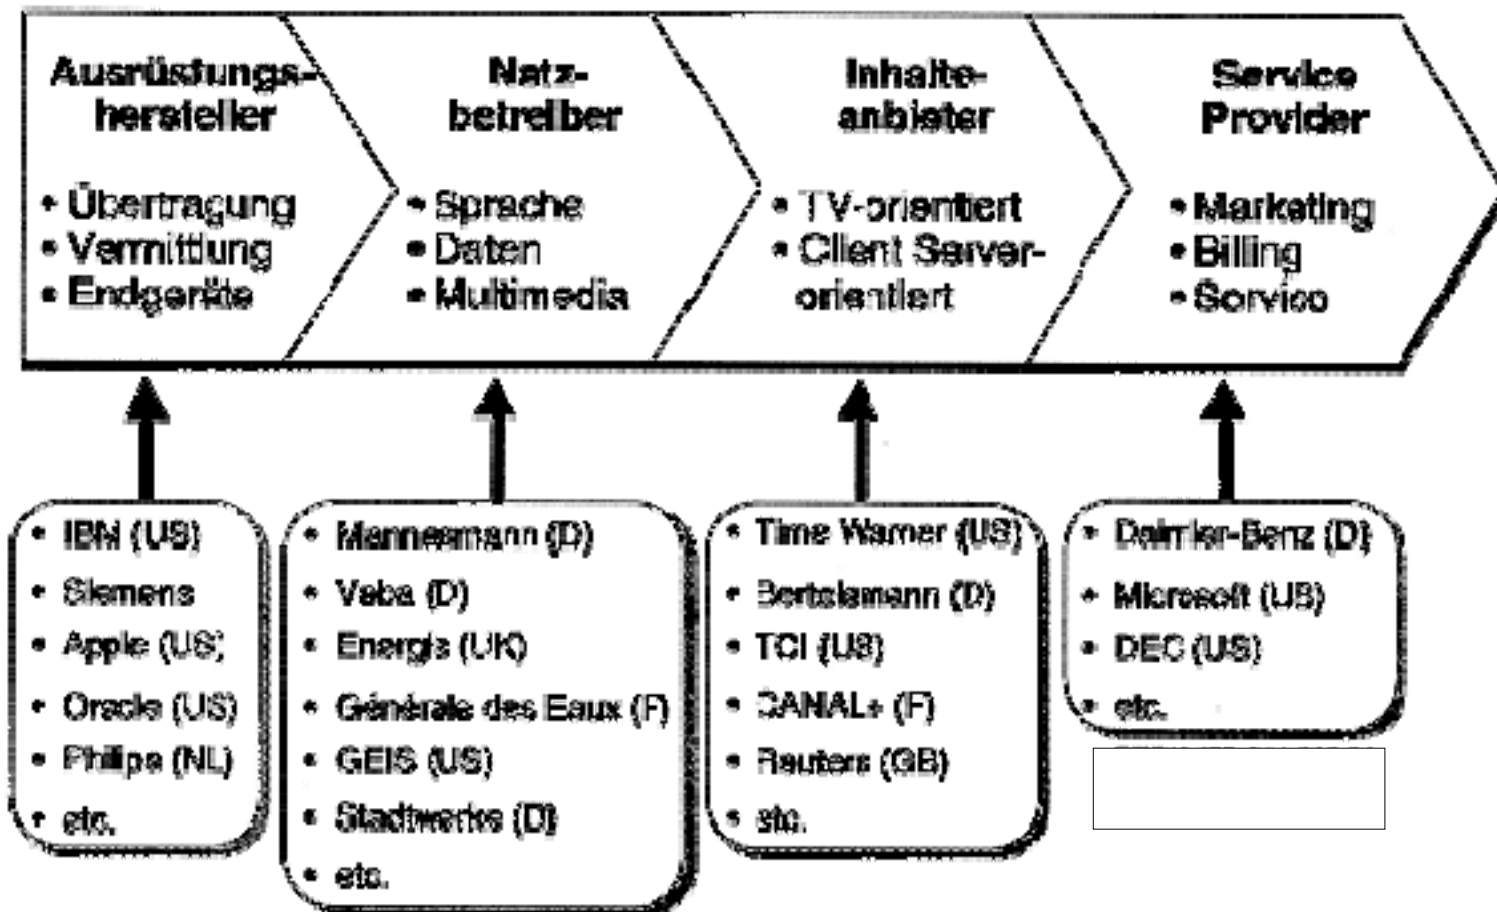 Ausrüstungs-
hersteller
• Übertragung
• Vermittlung
• Endgeräte
Netz-
betreiber
• Sprache
• Daten
• Multimedia
Inhalte-
anbieter
• TV-orientiert
• Client Server-
orientiert
Service
Provider
• Marketing
• Billing
• Service
• IBM (US)
• Siemens
• Apple (US)
• Oracle (US)
• Philips (NL)
• etc.
• Mannesmann (D)
• Veba (D)
• Energis (UK)
• Générale des Eaux (F)
• GEIS (US)
• Stadtwerke (D)
• etc.
• Time Warner (US)
• Bertelsmann (D)
• TCI (US)
• CANAL+ (F)
• Reuters (GB)
• etc.
• Daimler-Benz (D)
• Microsoft (US)
• DEC (US)
• etc.